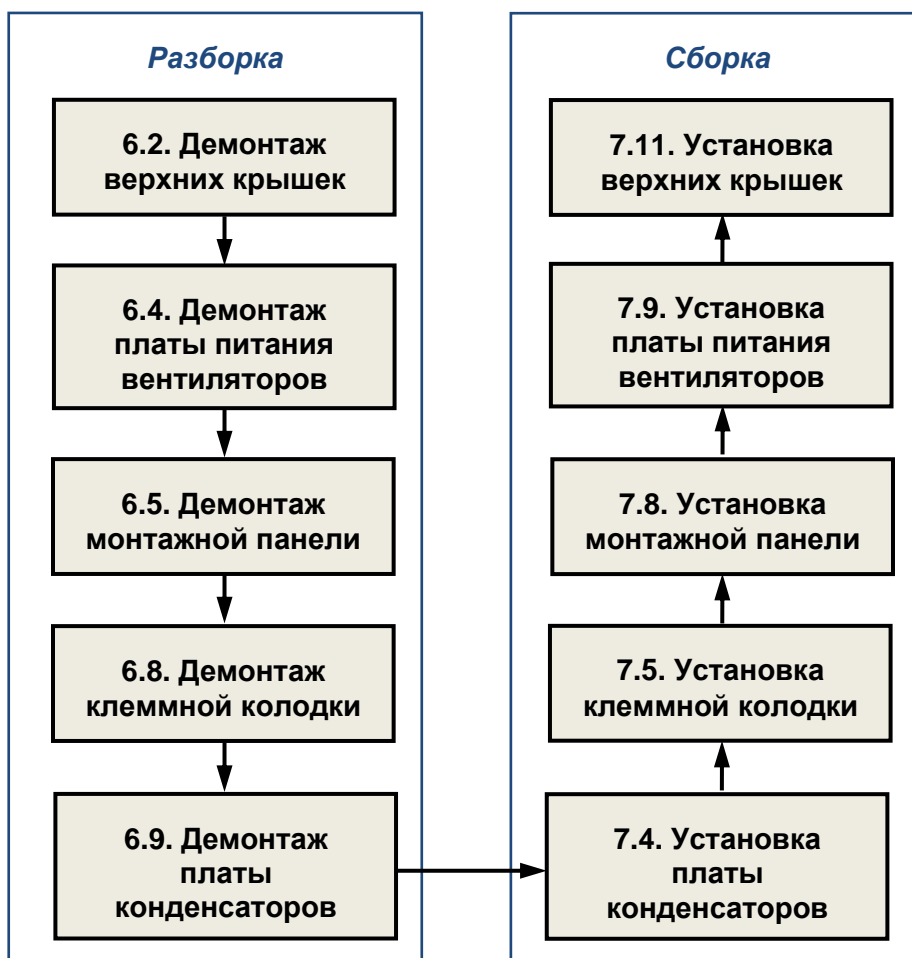 Разборка
6.2. Демонтаж
верхних крышек
6.4. Демонтаж
платы питания
вентиляторов
6.5. Демонтаж
монтажной панели
6.8. Демонтаж
клеммной колодки
6.9. Демонтаж
платы
конденсаторов
Сборка
7.11. Установка
верхних крышек
7.9. Установка
платы питания
вентиляторов
7.8. Установка
монтажной панели
7.5. Установка
клеммной колодки
7.4. Установка
платы
конденсаторов